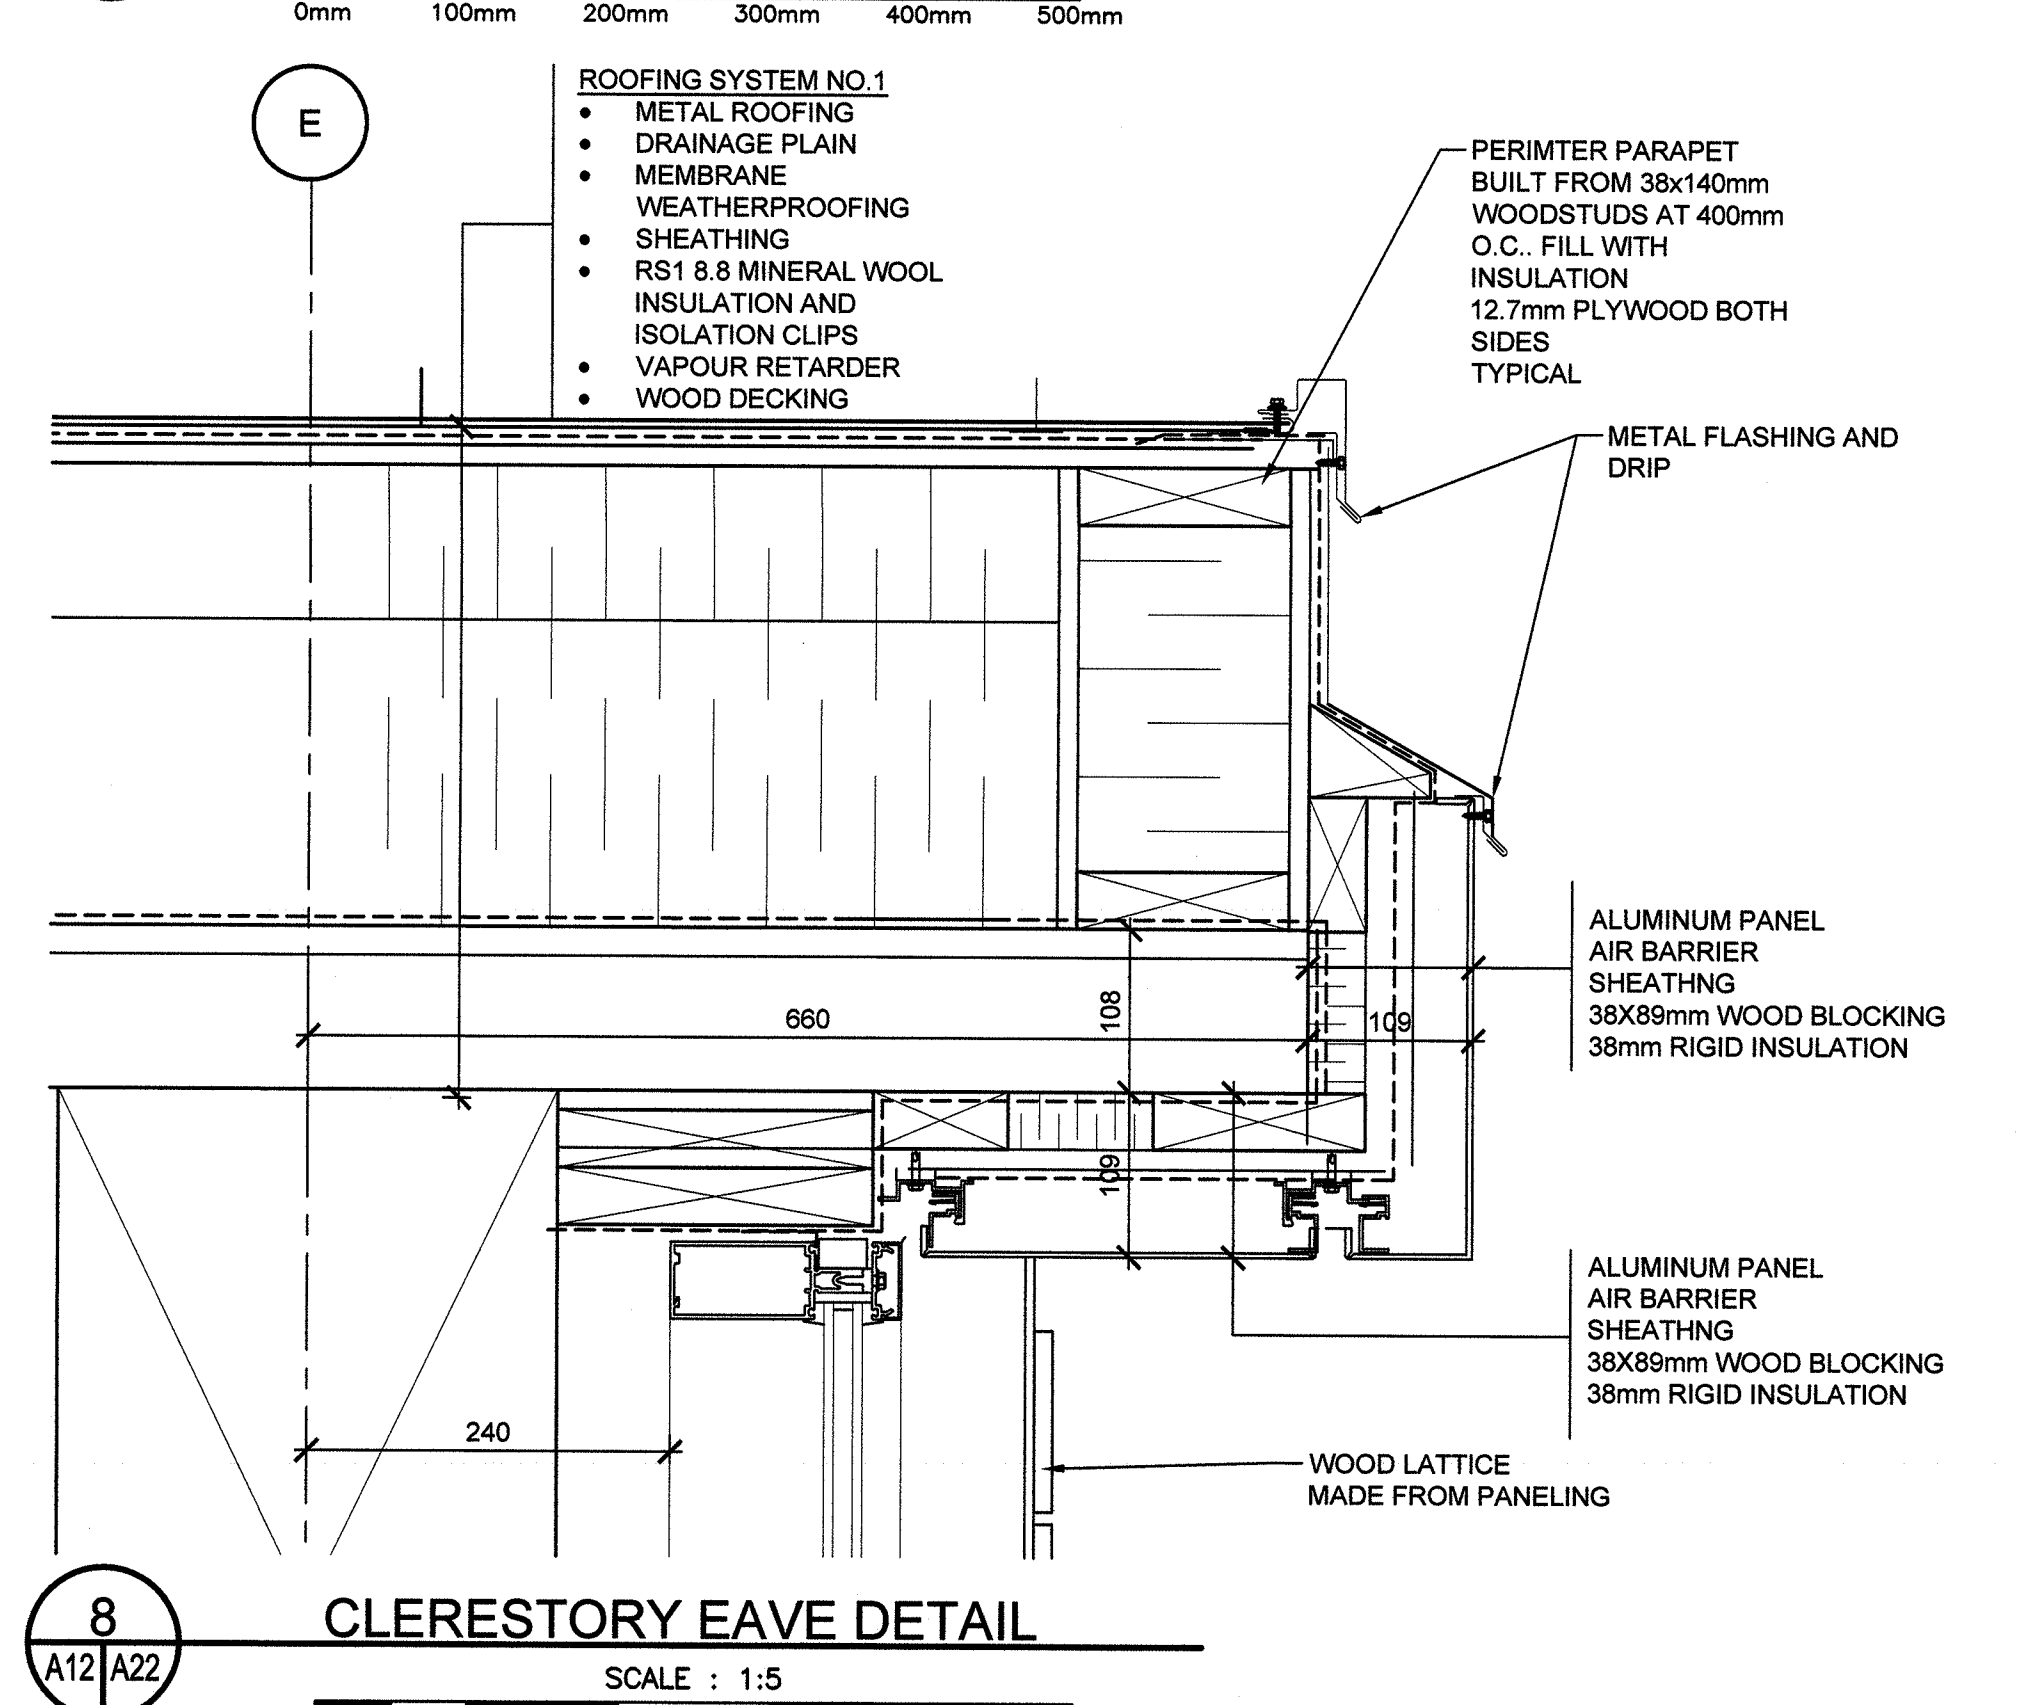 0mm 100mm 200mm 300mm 400mm 500mm
E
ROOFING SYSTEM NO.1
• METAL ROOFING
• DRAINAGE PLAIN
• MEMBRANE
WEATHERPROOFING
• SHEATHING
• RS1 8.8 MINERAL WOOL
INSULATION AND
ISOLATION CLIPS
• VAPOUR RETARDER
• WOOD DECKING
PERIMTER PARAPET
BUILT FROM 38x140mm
WOODSTUDS AT 400mm
O.C.. FILL WITH
INSULATION
12.7mm PLYWOOD BOTH
SIDES
TYPICAL
METAL FLASHING AND
DRIP
ALUMINUM PANEL
AIR BARRIER
SHEATHNG
38X89mm WOOD BLOCKING
38mm RIGID INSULATION
660
108
109
109
ALUMINUM PANEL
AIR BARRIER
SHEATHNG
38X89mm WOOD BLOCKING
38mm RIGID INSULATION
240
WOOD LATTICE
MADE FROM PANELING
8
A12 A22
CLERESTORY EAVE DETAIL
SCALE : 1:5